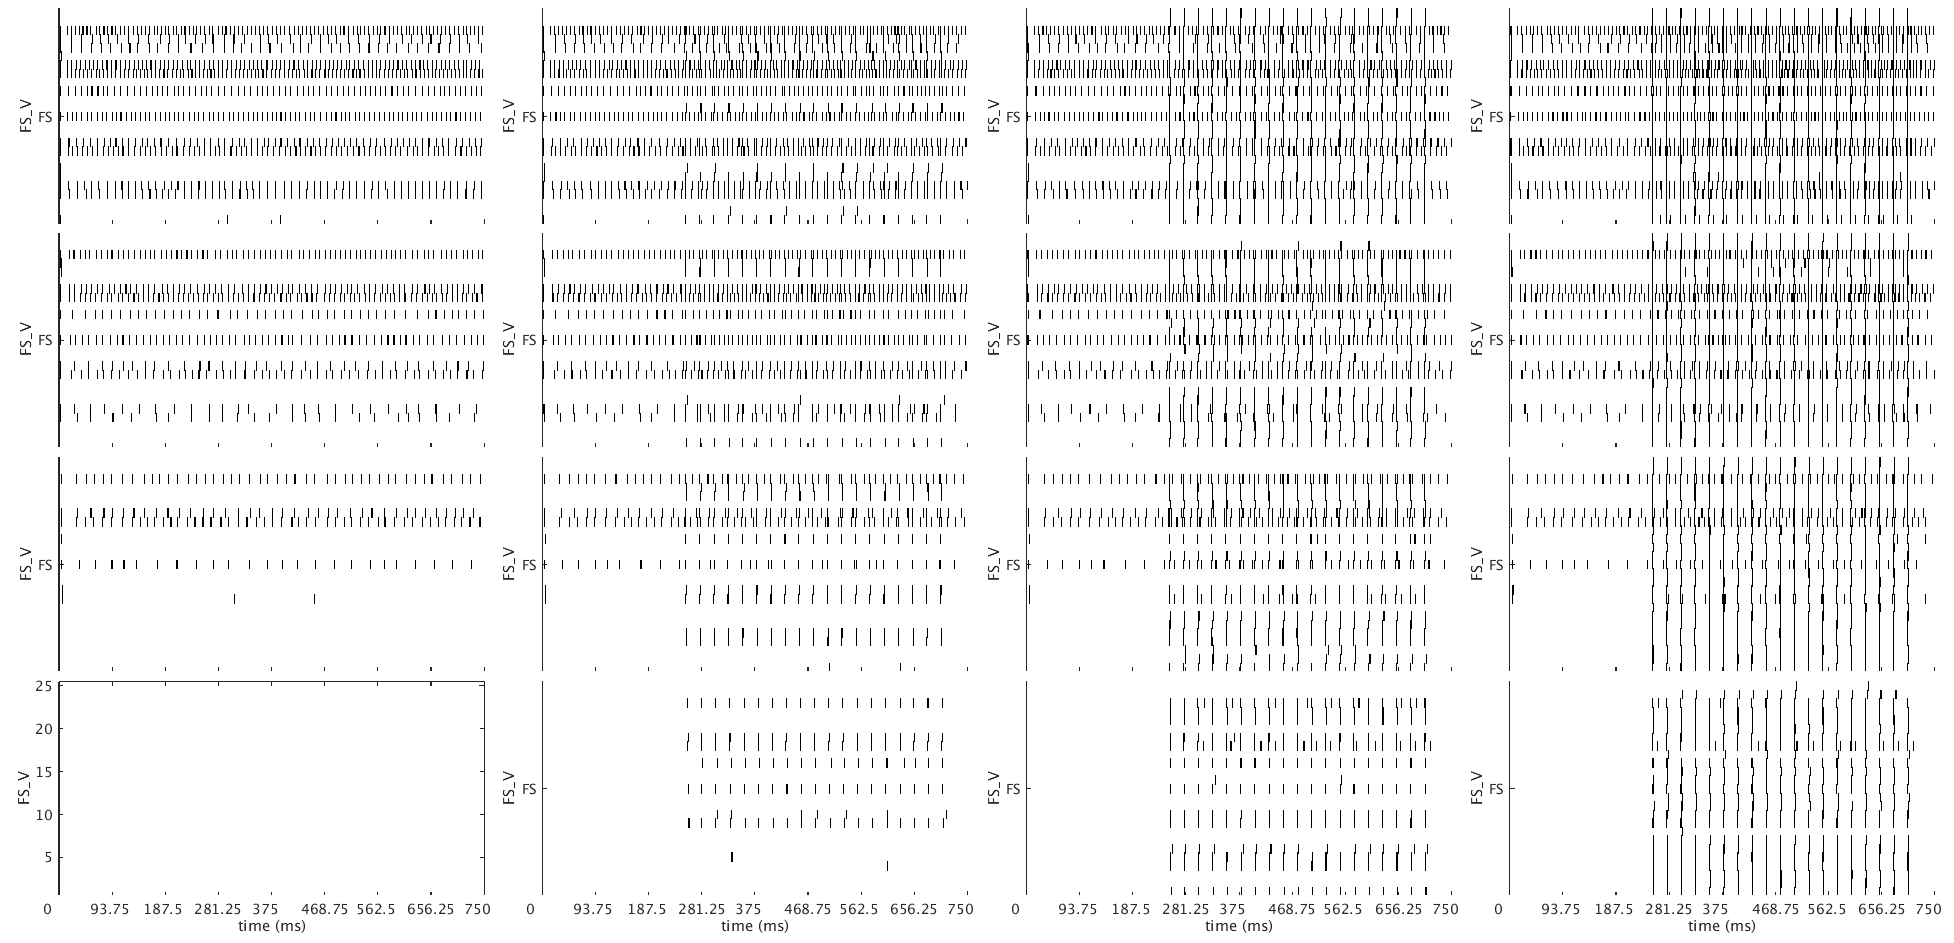 FS_V FS FS_V FS FS_V FS FS_V FS
FS_V FS FS_V FS FS_V FS FS_V FS
FS_V FS FS_V FS FS_V FS FS_V FS
25
20
15
10
5
FS_V FS_V FS FS_V FS FS_V FS
0 93.75 187.5 281.25 375 468.75 562.5 656.25 750 0 93.75 187.5 281.25 375 468.75 562.5 656.25 750 0 93.75 187.5 281.25 375 468.75 562.5 656.25 750 0 93.75 187.5 281.25 375 468.75 562.5 656.25 750
time (ms) time (ms) time (ms) time (ms)